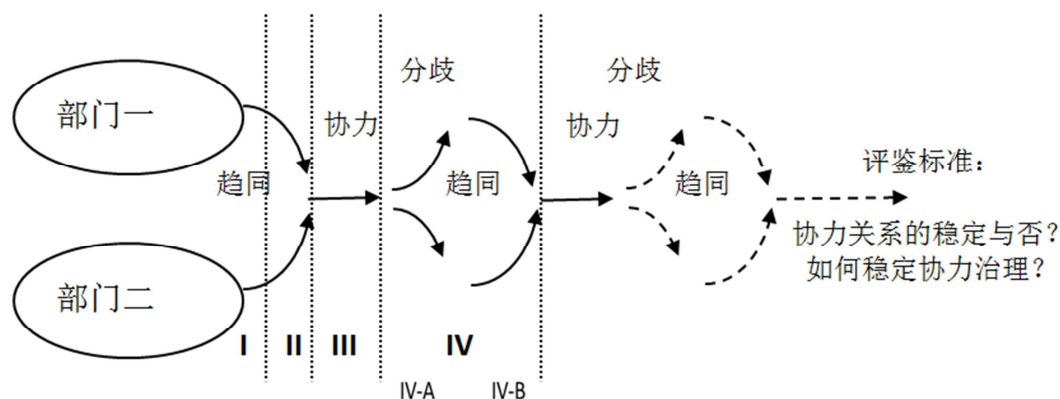 部门一
部门二
趋同
协力
分歧
趋同
协力
分歧
趋同
评鉴标准：
协力关系的稳定与否？
如何稳定协力治理？
I
II
III
IV
IV-A
IV-B